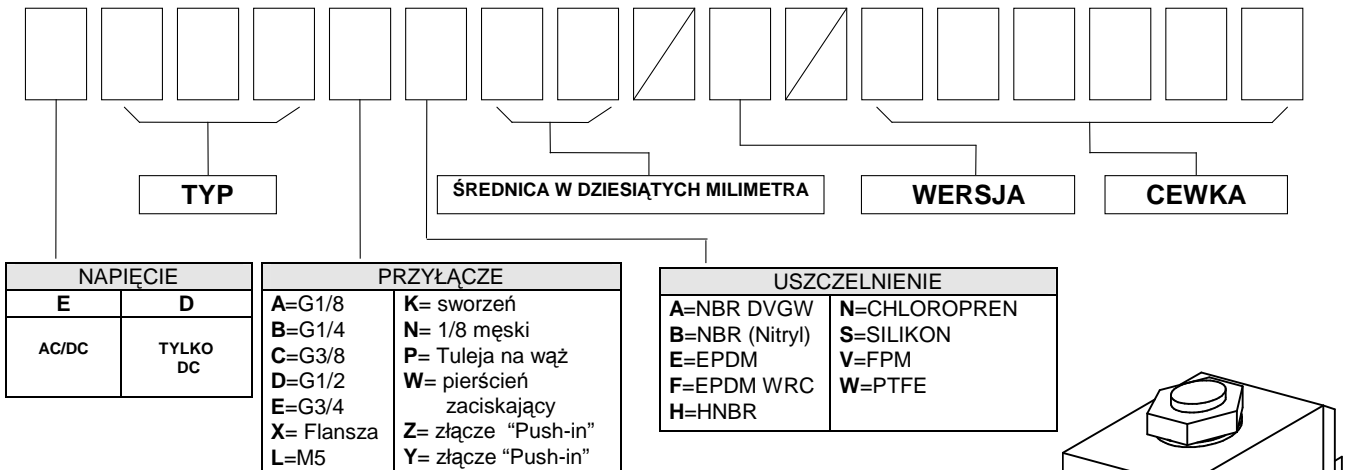 TYP
ŚREDNICA W DZIESIĄTYCH MILIMETRA
WERSJA
CEWKA
NAPIĘCIE
E D
AC/DC TYLKO
DC
PRZYŁĄCZE
A=G1/8 K= sworzeń
B=G1/4 N= 1/8 męski
C=G3/8 P= Tuleja na wąż
D=G1/2 W= pierścień
E=G3/4 zaciskający
X= Flansza Z= złącze “Push-in”
L=M5 Y= złącze “Push-in”
USZCZELNIENIE
A=NBR DVGW N=CHLOROPREN
B=NBR (Nitryl) S=SILIKON
E=EPDM V=FPM
F=EPDM WRC W=PTFE
H=HNBR